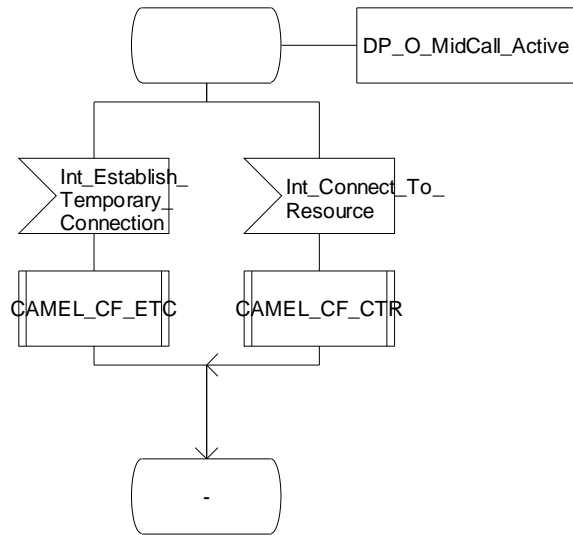 DP_O_MidCall_Active
Int_Establish_
Temporary_
Connection
Int_Connect_To_
Resource
CAMEL_CF_ETC
CAMEL_CF_CTR
-